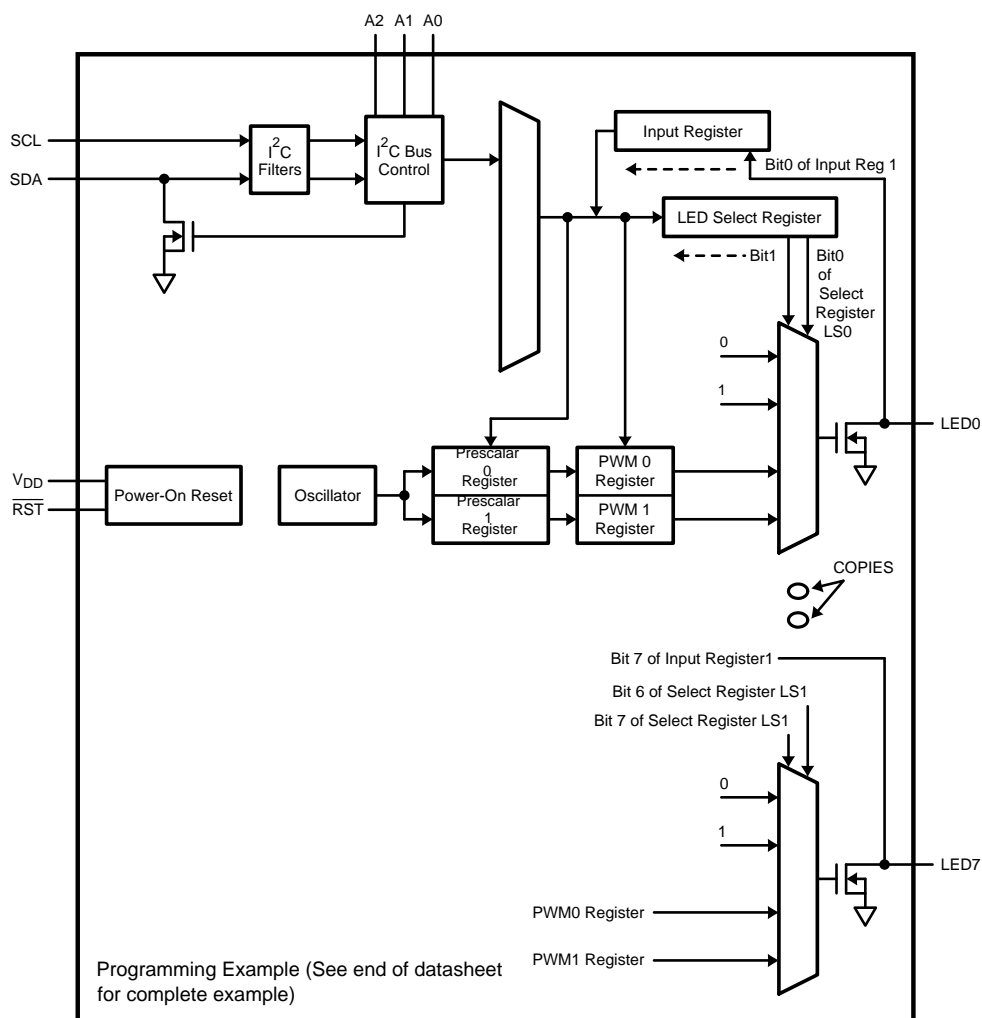 A2 A1 A0
SCL
SDA
I2C
Filters
I2C Bus
Control
Input Register
Bit0 of Input Reg 1
LED Select Register
Bit1
Bit0
of
Select
Register
LS0
0
1
LED0
VDD
RST
Power-On Reset
Oscillator
Prescalar
0
Register
Prescalar
1
Register
PWM 0
Register
PWM 1
Register
COPIES
Bit 7 of Input Register1
Bit 6 of Select Register LS1
Bit 7 of Select Register LS1
0
1
LED7
PWM0 Register
PWM1 Register
Programming Example (See end of datasheet
for complete example)